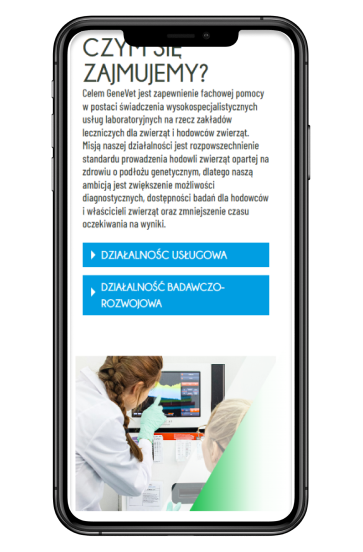 CZYM SIĘ
ZAJMUJEMY?
Celem GeneVet jest zapewnienie fachowej pomocy
w postaci świadczenia wysokospecjalistycznych
usług laboratoryjnych na rzecz zakładów
leczniczych dla zwierząt i hodowców zwierząt.
Misją naszej działalności jest rozpowszechnienie
standardu prowadzenia hodowli zwierząt opartej na
zdrowiu o podłożu genetycznym, dlatego naszą
ambicją jest zwiększenie możliwości
diagnostycznych, dostępności badań dla hodowców
i właścicieli zwierząt oraz zmniejszenie czasu
oczekiwania na wyniki.
DZIAŁALNOŚC USŁUGOWA
DZIAŁALNOŚĆ BADAWCZO-
ROZWOJOWA